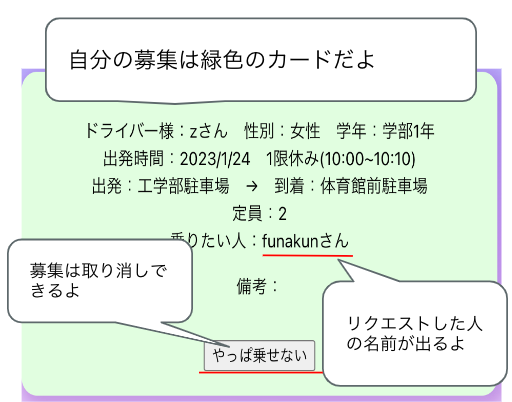 自分の募集は緑色のカードだよ
ドライバー様：zさん　性別：女性　学年：学部1年
出発時間：2023/1/24　1限休み(10:00~10:10)
出発：工学部駐車場　→　到着：体育館前駐車場
定員：2
乗りたい人：funakunさん
募集は取り消しで
きるよ
備考：
リクエストした人
の名前が出るよ
やっぱ乗せない